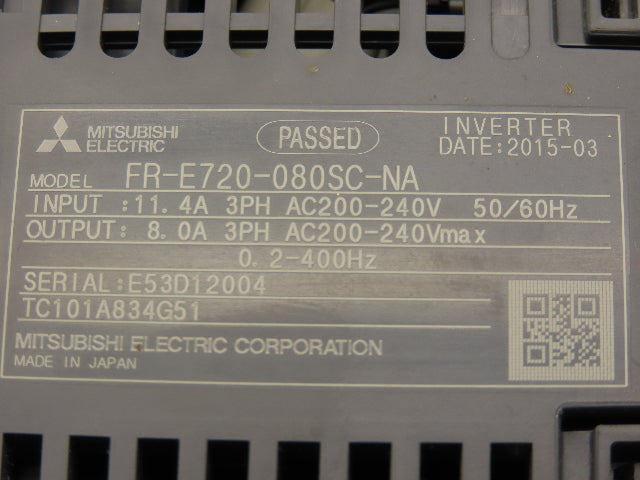 MITSUBISHI
ELECTRIC
PASSED
INVERTER
DATE:2015-03
MODEL FR-E720-080SC-NA
INPUT :11.4A 3PH AC200-240V 50/60Hz
OUTPUT: 8.0A 3PH AC200-240Vmax
0.2-400Hz
SERIAL:E53D12004
TC101A834G51
MITSUBISHI ELECTRIC CORPORATION
MADE IN JAPAN